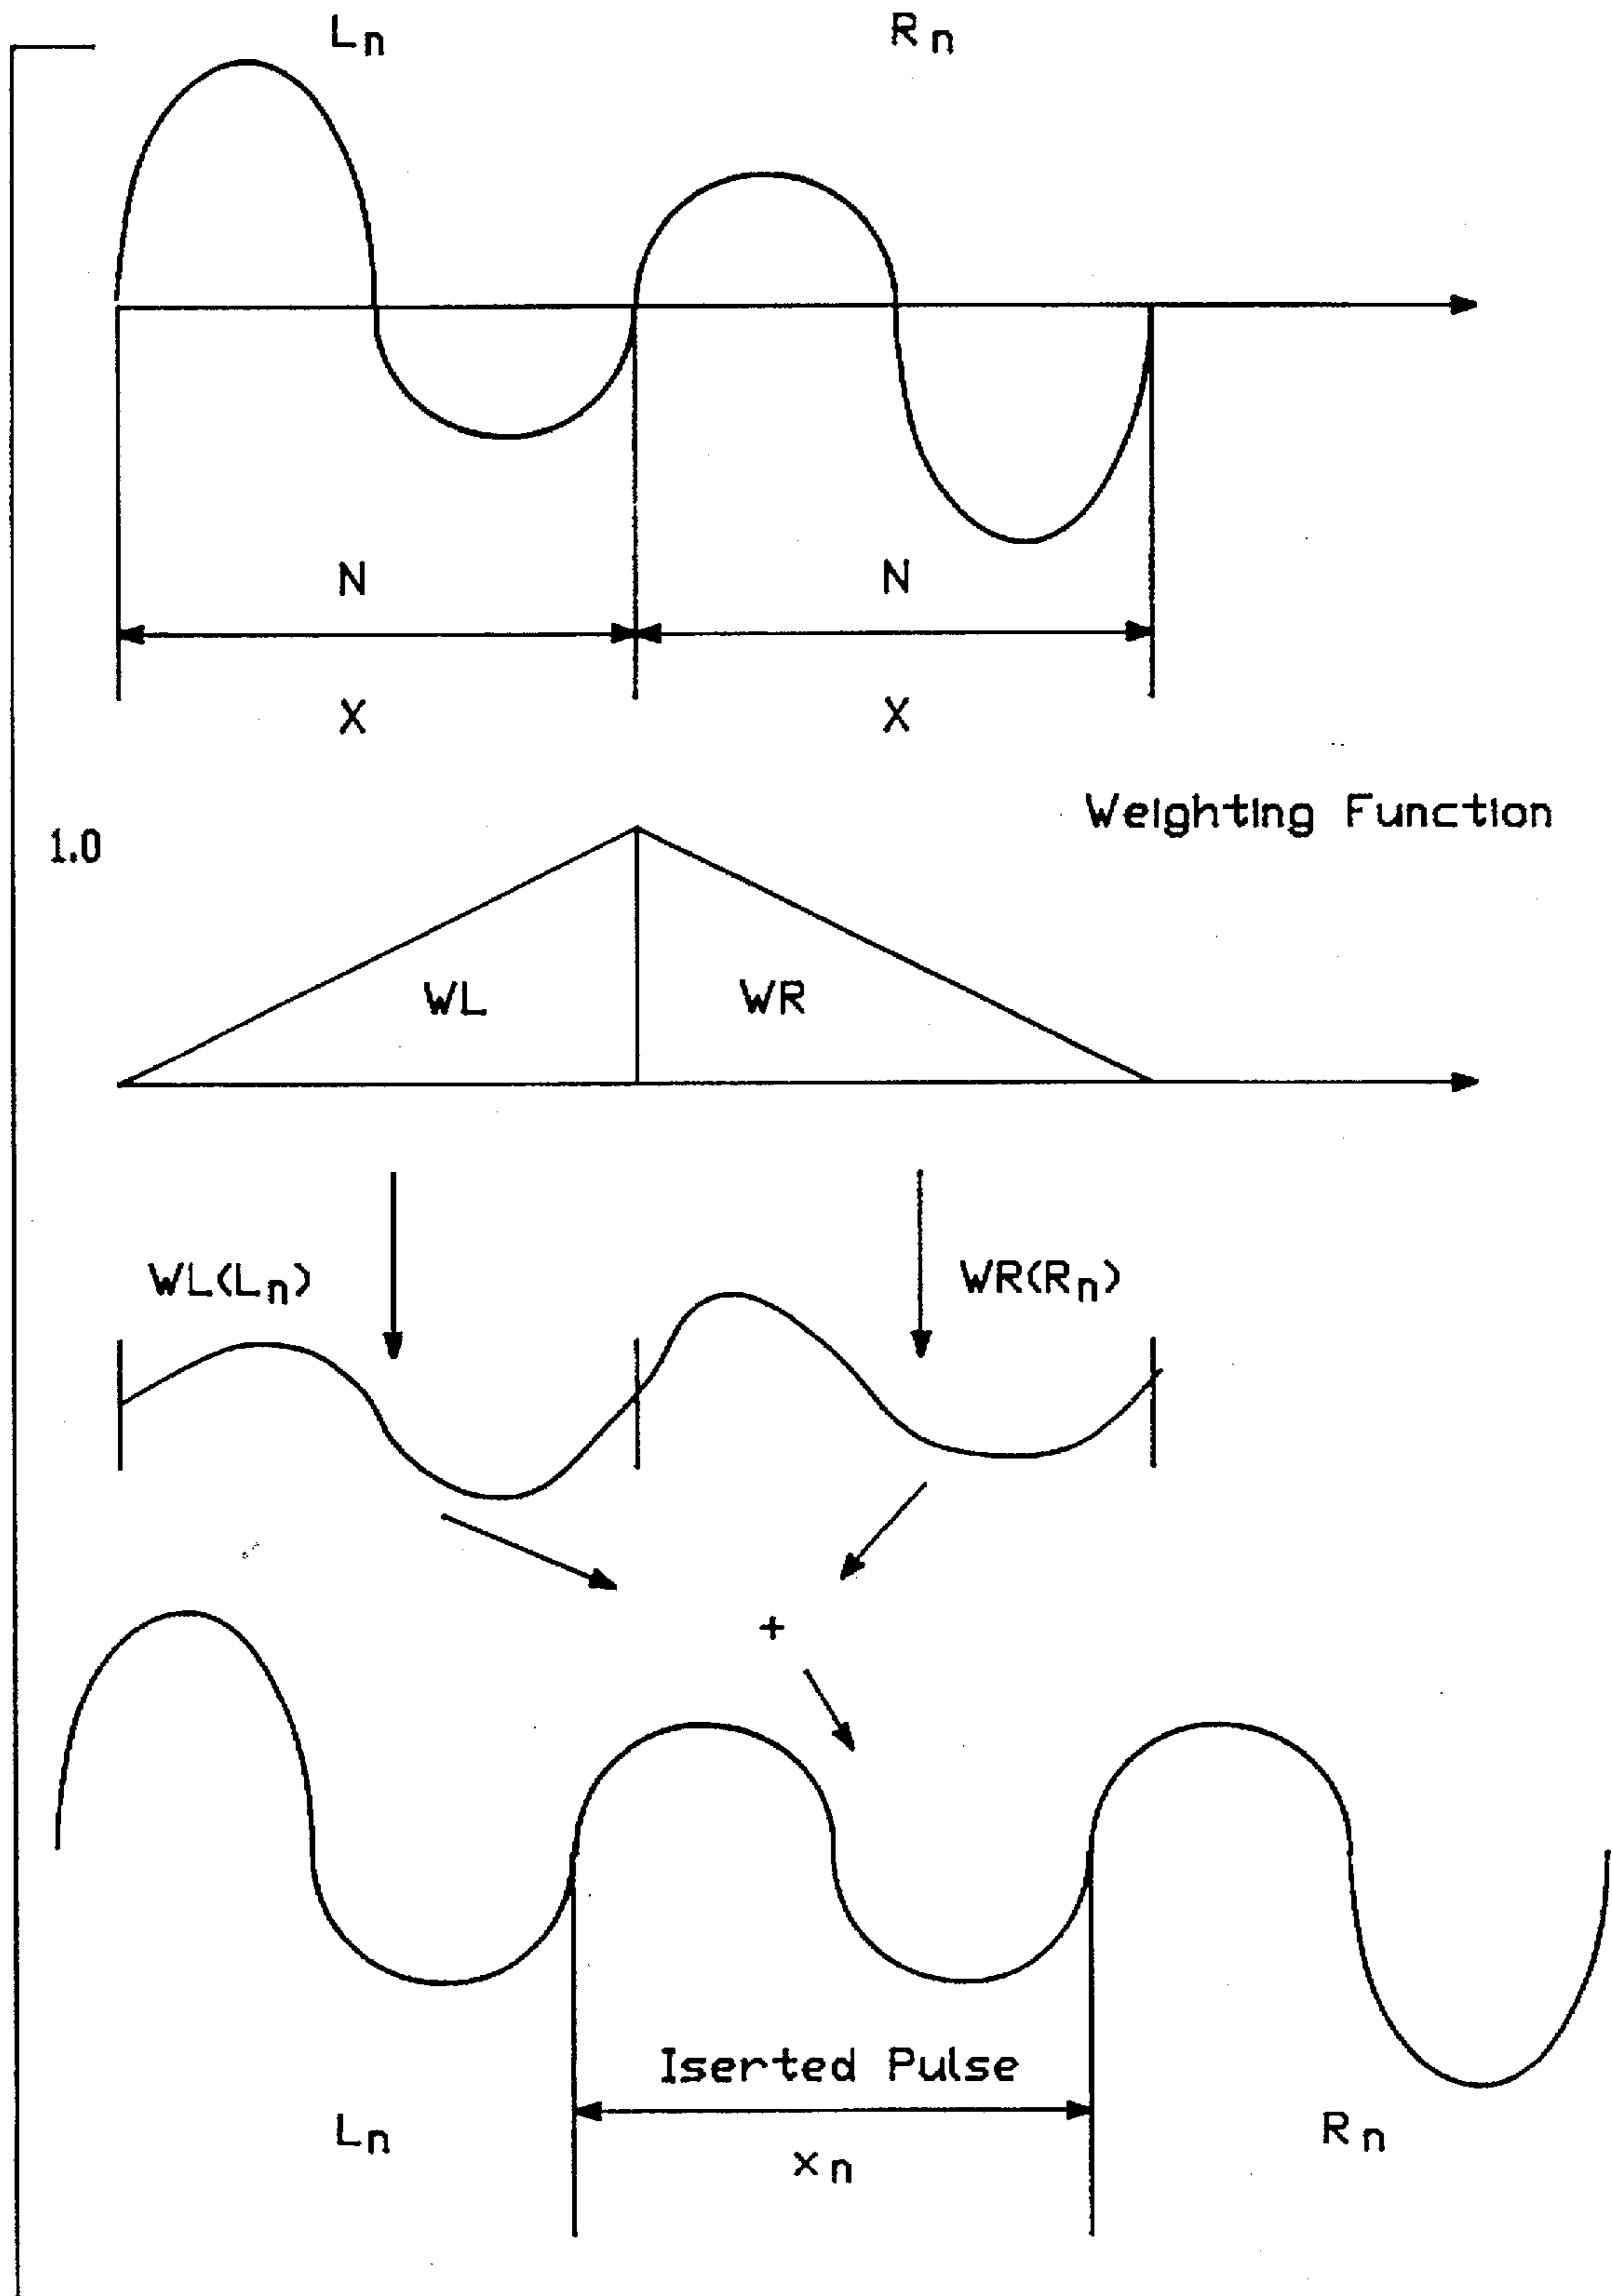 Ln Rn
N N
X X
Weighting Function
1.0
WL WR
WL(Ln) WR(Rn)
+
Iserted Pulse
Ln Rn
xn